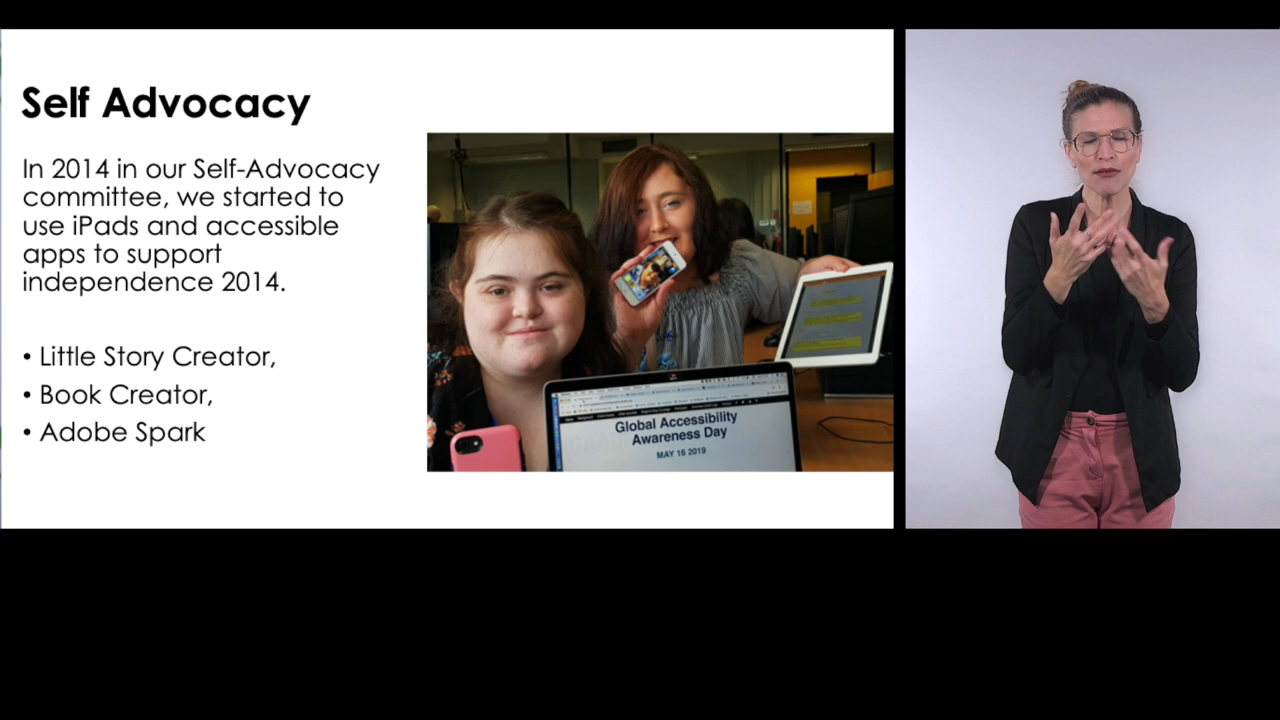 Self Advocacy
In 2014 in our Self-Advocacy
committee, we started to
use iPads and accessible
apps to support
independence 2014.
• Little Story Creator,
• Book Creator,
• Adobe Spark
Global Accessibility
Awareness Day
MAY 16 2019